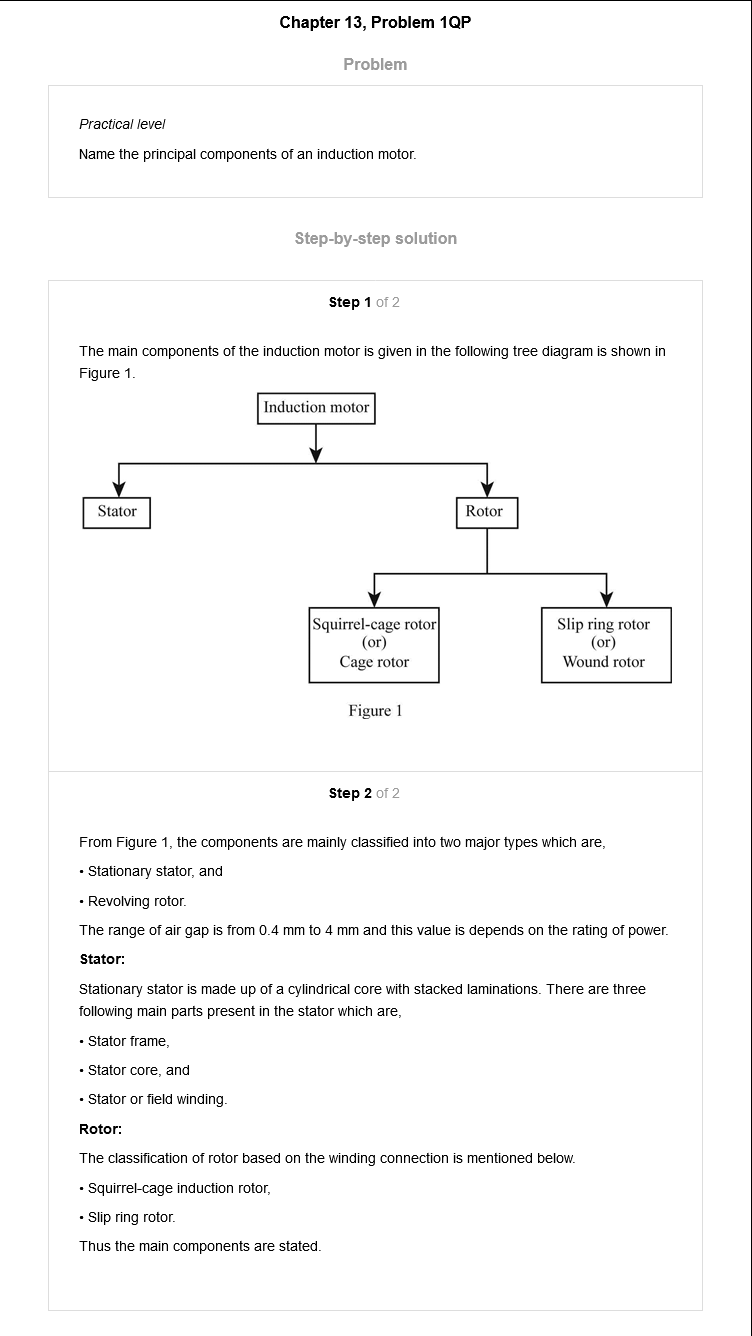 Chapter 13, Problem 1QP
Problem
Practical level
Name the principal components of an induction motor.
Step-by-step solution
Step 1 of 2
The main components of the induction motor is given in the following tree diagram is shown in
Figure 1.
Induction motor
Stator
Rotor
Squirrel-cage rotor
(or)
Cage rotor
Slip ring rotor
(or)
Wound rotor
Figure 1
Step 2 of 2
From Figure 1, the components are mainly classified into two major types which are,
• Stationary stator, and
• Revolving rotor.
The range of air gap is from 0.4 mm to 4 mm and this value is depends on the rating of power.
Stator:
Stationary stator is made up of a cylindrical core with stacked laminations. There are three
following main parts present in the stator which are,
• Stator frame,
• Stator core, and
• Stator or field winding.
Rotor:
The classification of rotor based on the winding connection is mentioned below.
• Squirrel-cage induction rotor,
• Slip ring rotor.
Thus the main components are stated.